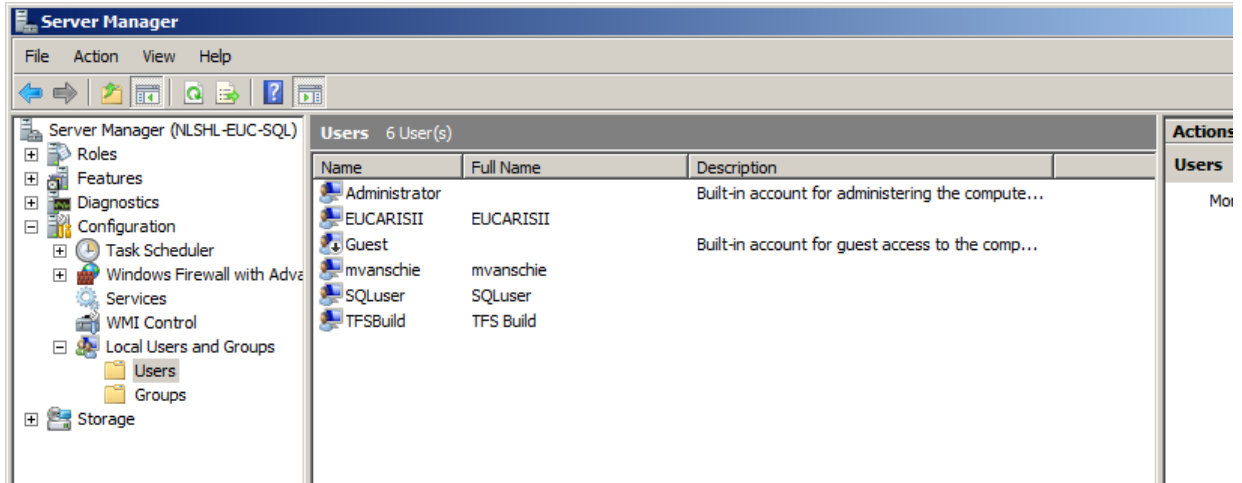 Server Manager
File Action View Help
Server Manager (NLSHL-EUC-SQL)
Roles
Features
Diagnostics
Configuration
Task Scheduler
Windows Firewall with Adva
Services
WMI Control
Local Users and Groups
Users
Groups
Storage
Users 6 User(s)
Name Full Name Description
Administrator Built-in account for administering the compute...
EUCARISII EUCARISII
Guest Built-in account for guest access to the comp...
mvanschie mvanschie
SQLuser SQLuser
TFSBuild TFS Build
Actions
Users
Mor